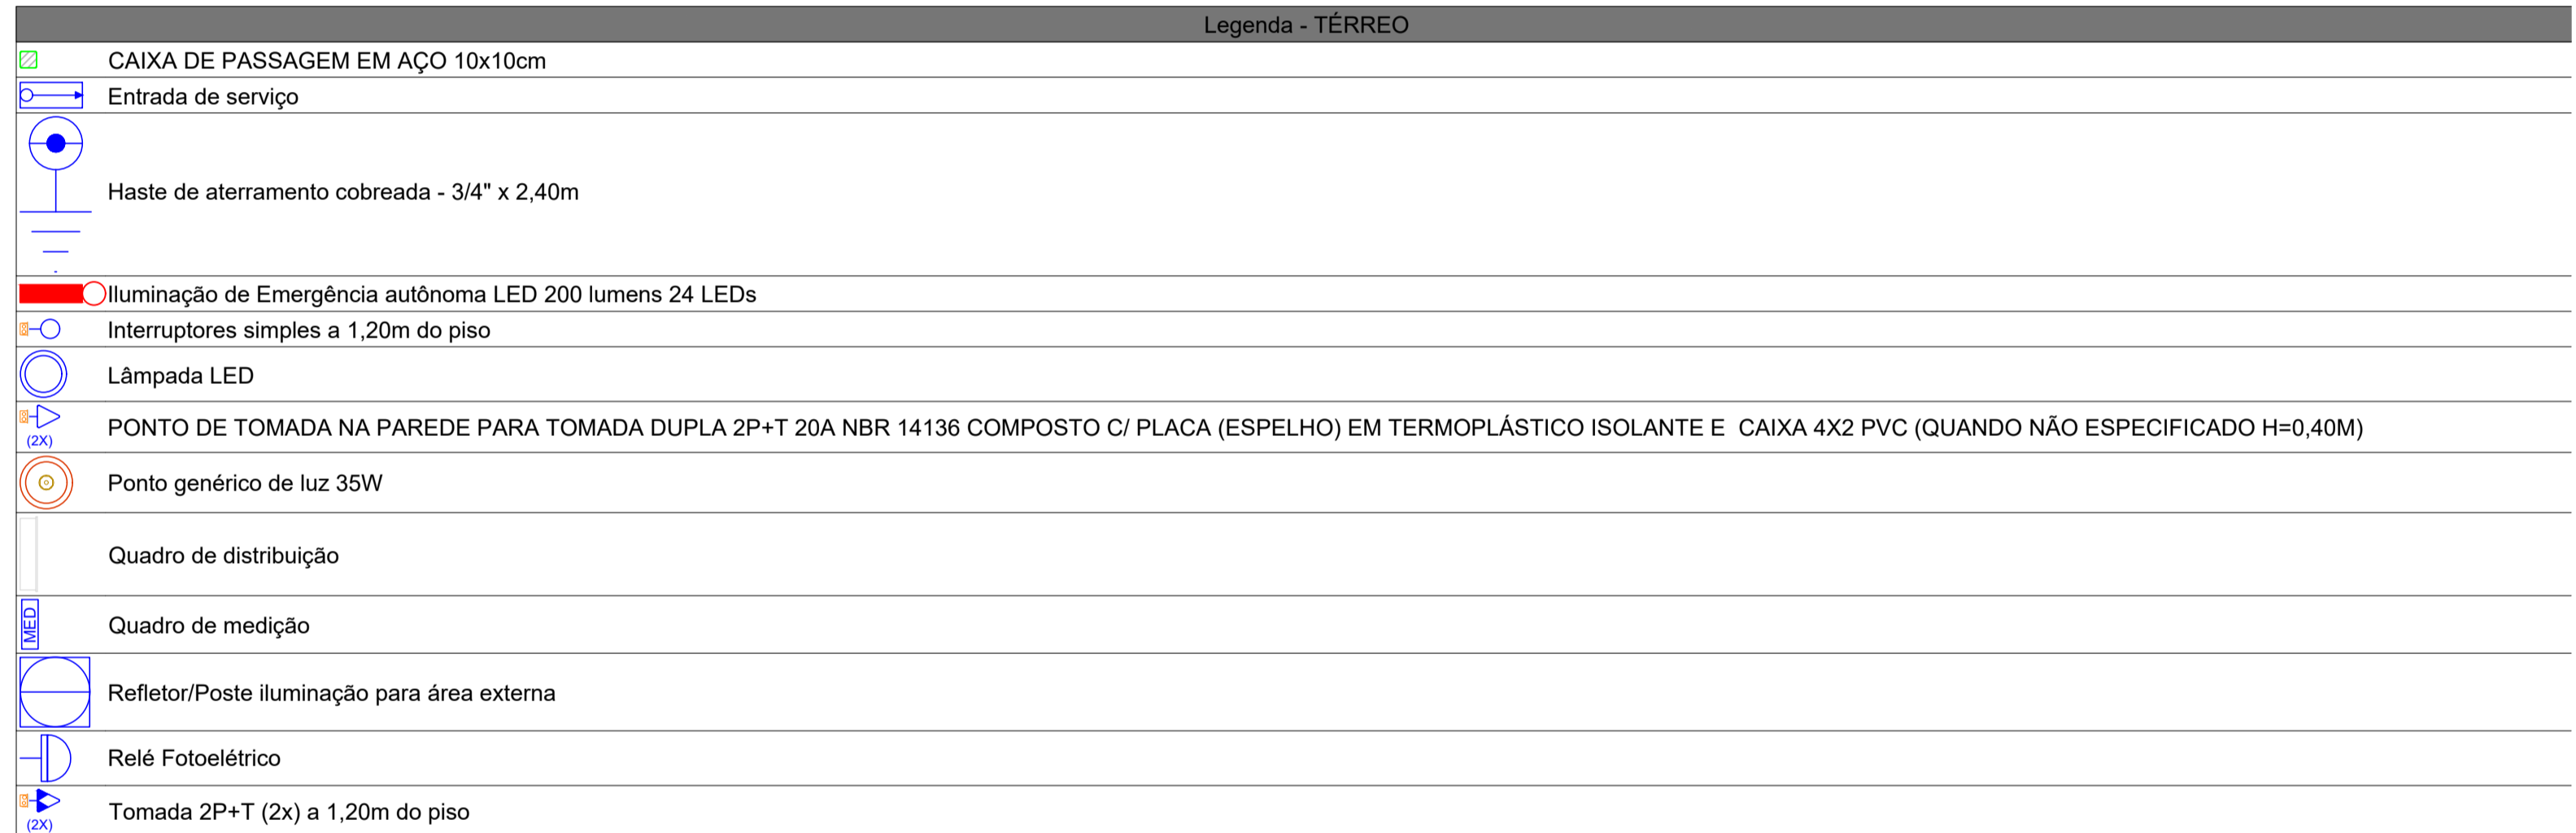 Legenda - TÉRREO
CAIXA DE PASSAGEM EM AÇO 10x10cm
Entrada de serviço
Haste de aterramento cobreada - 3/4" x 2,40m
Iluminação de Emergência autônoma LED 200 lumens 24 LEDs
Interruptores simples a 1,20m do piso
Lâmpada LED
(2X) PONTO DE TOMADA NA PAREDE PARA TOMADA DUPLA 2P+T 20A NBR 14136 COMPOSTO C/ PLACA (ESPELHO) EM TERMOPLÁSTICO ISOLANTE E  CAIXA 4X2 PVC (QUANDO NÃO ESPECIFICADO H=0,40M)
Ponto genérico de luz 35W
Quadro de distribuição
MED Quadro de medição
Refletor/Poste iluminação para área externa
Relé Fotoelétrico
(2X) Tomada 2P+T (2x) a 1,20m do piso